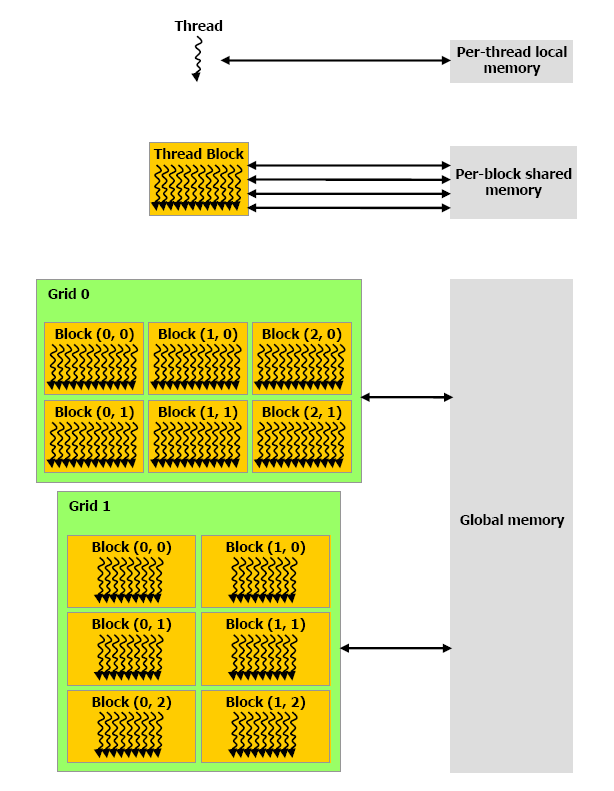 Thread
Per-thread local
memory
Thread Block
Per-block shared
memory
Grid 0
Block (0, 0) Block (1, 0) Block (2, 0)
Block (0, 1) Block (1, 1) Block (2, 1)
Global memory
Grid 1
Block (0, 0) Block (1, 0)
Block (0, 1) Block (1, 1)
Block (0, 2) Block (1, 2)